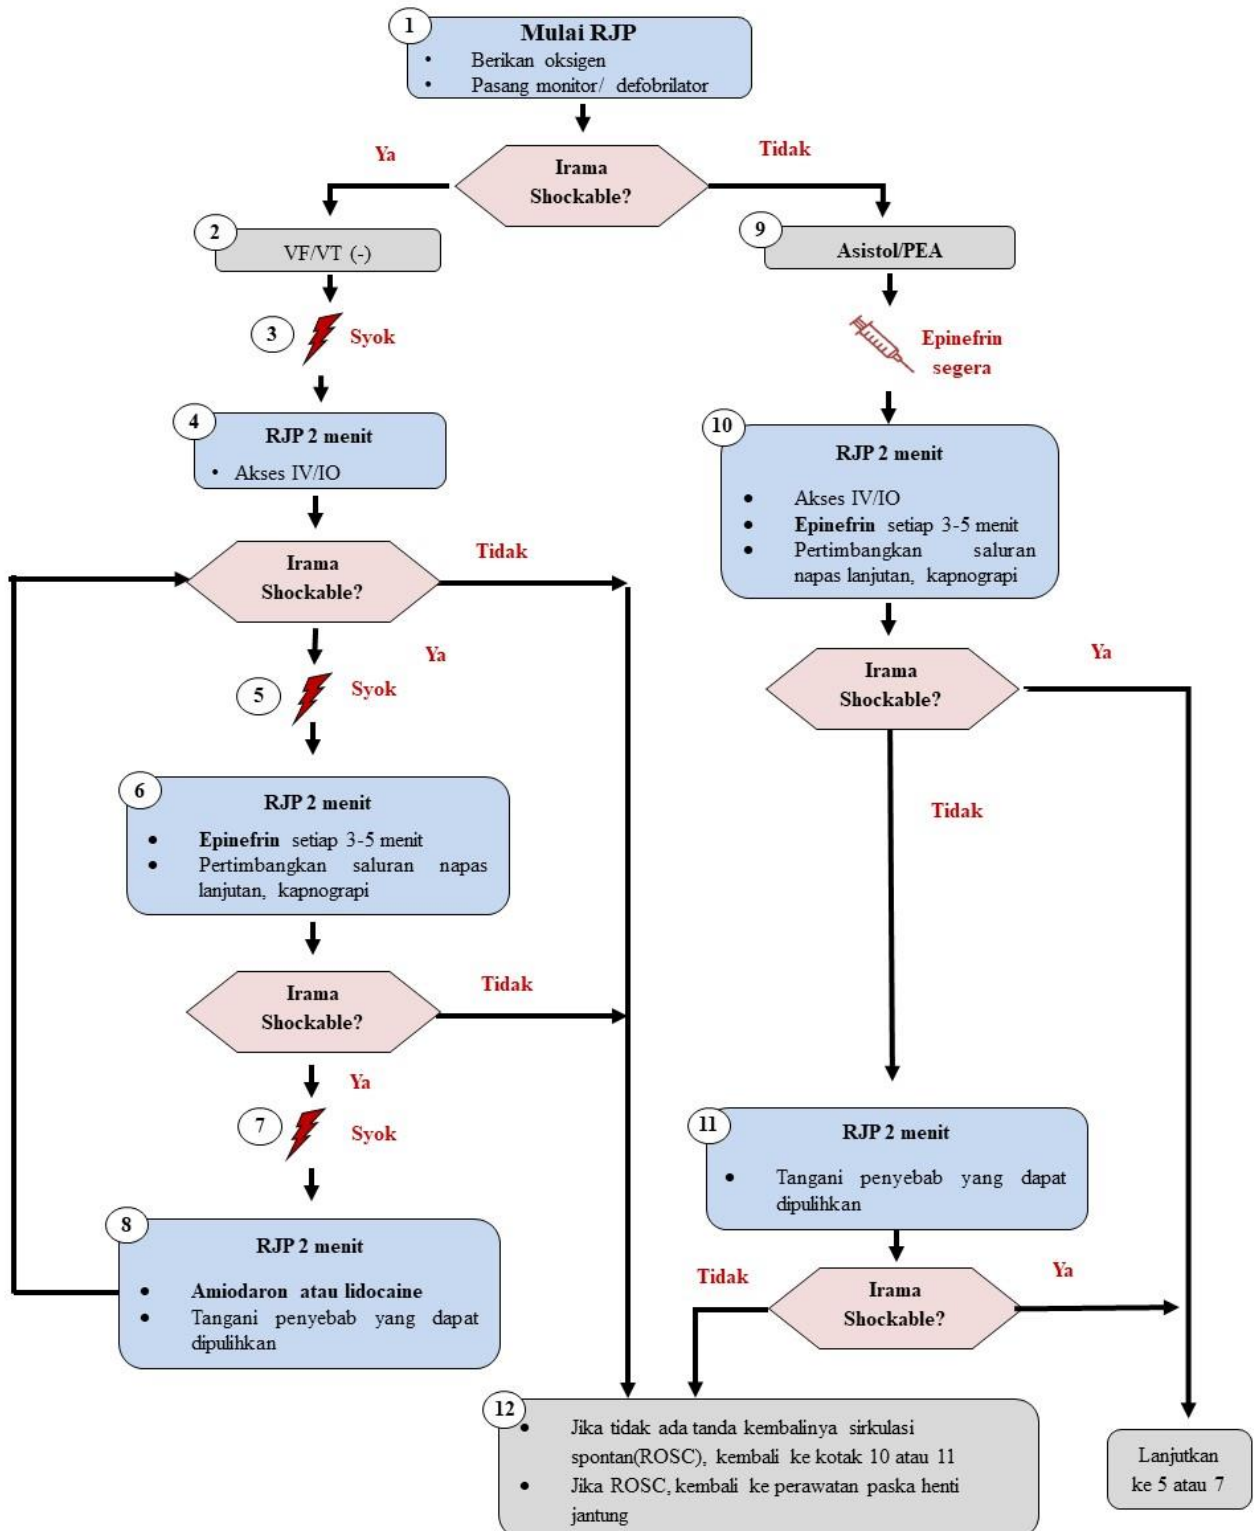 1
Mulai RJP
• Berikan oksigen
• Pasang monitor/ defobrilator
Irama
Shockable?
Ya
Tidak
2
VF/VT (-)
3
Syok
4
RJP 2 menit
• Akses IV/IO
Irama
Shockable?
Tidak
Ya
5
Syok
6
RJP 2 menit
• Epinefrin setiap 3-5 menit
• Pertimbangkan saluran napas
lanjutan, kapnograpi
Irama
Shockable?
Tidak
Ya
7
Syok
8
RJP 2 menit
• Amiodaron atau lidocaine
• Tangani penyebab yang dapat
dipulihkan
9
Asistol/PEA
Epinefrin
segera
10
RJP 2 menit
• Akses IV/IO
• Epinefrin setiap 3-5 menit
• Pertimbangkan saluran
napas lanjutan, kapnograpi
Irama
Shockable?
Ya
Tidak
11
RJP 2 menit
• Tangani penyebab yang dapat
dipulihkan
Irama
Shockable?
Tidak
Ya
12
• Jika tidak ada tanda kembalinya sirkulasi
spontan(ROSC), kembali ke kotak 10 atau 11
• Jika ROSC, kembali ke perawatan paska henti
jantung
Lanjutkan
ke 5 atau 7